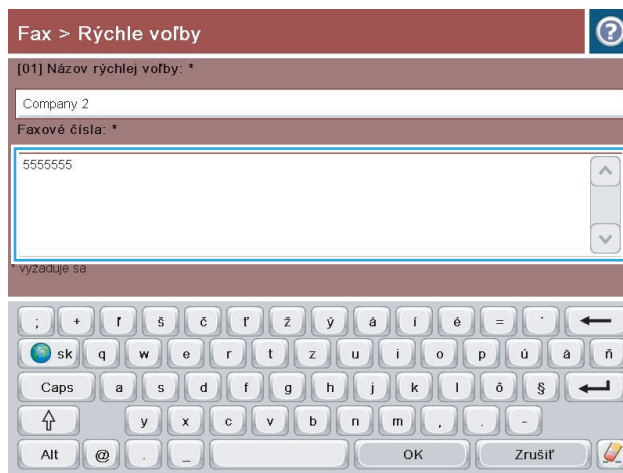 Fax > Rýchle voľby
[01] Názov rýchlej voľby: *
Company 2
Faxové čísla: *
5555555
* vyžaduje sa
; + ľ š č ť ž ý á í é = ´
sk q w e r t z u i o p ú ä ň
Caps a s d f g h j k l ô §
y x c v b n m , . -
Alt @ . _ OK Zrušiť